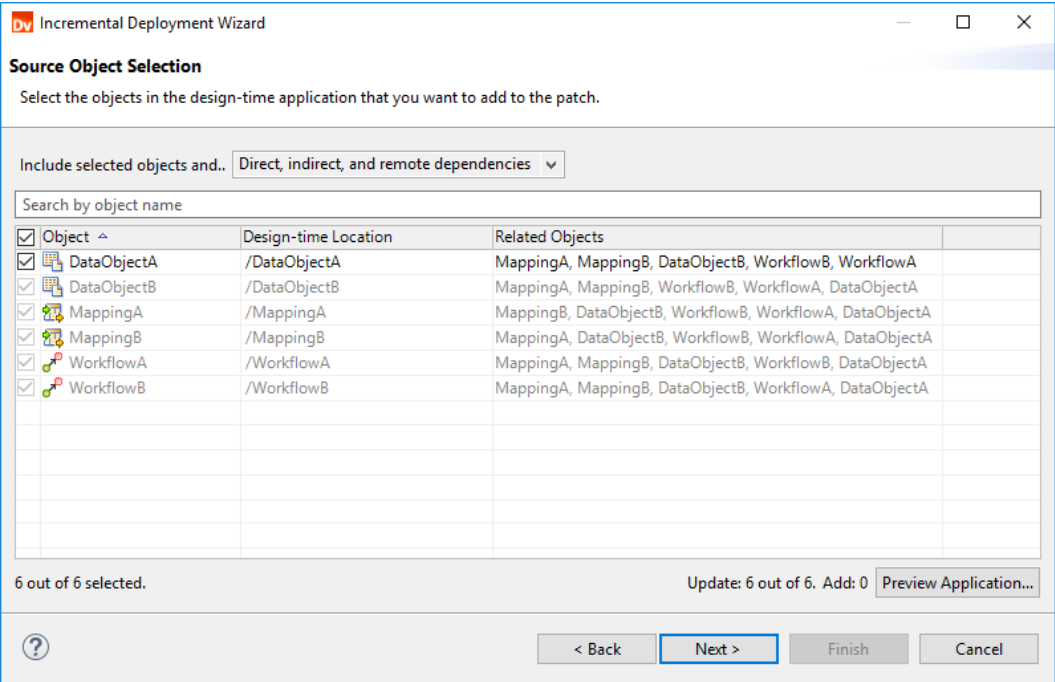 Dv Incremental Deployment Wizard
Source Object Selection
Select the objects in the design-time application that you want to add to the patch.
Include selected objects and.. Direct, indirect, and remote dependencies
Search by object name
Object Design-time Location Related Objects
DataObjectA /DataObjectA MappingA, MappingB, DataObjectB, WorkflowB, WorkflowA
DataObjectB /DataObjectB MappingA, MappingB, WorkflowB, WorkflowA, DataObjectA
MappingA /MappingA MappingB, DataObjectB, WorkflowB, WorkflowA, DataObjectA
MappingB /MappingB MappingA, DataObjectB, WorkflowB, WorkflowA, DataObjectA
WorkflowA /WorkflowA MappingA, MappingB, DataObjectB, WorkflowB, DataObjectA
WorkflowB /WorkflowB MappingA, MappingB, DataObjectB, WorkflowA, DataObjectA
6 out of 6 selected. Update: 6 out of 6. Add: 0 Preview Application...
? < Back Next > Finish Cancel